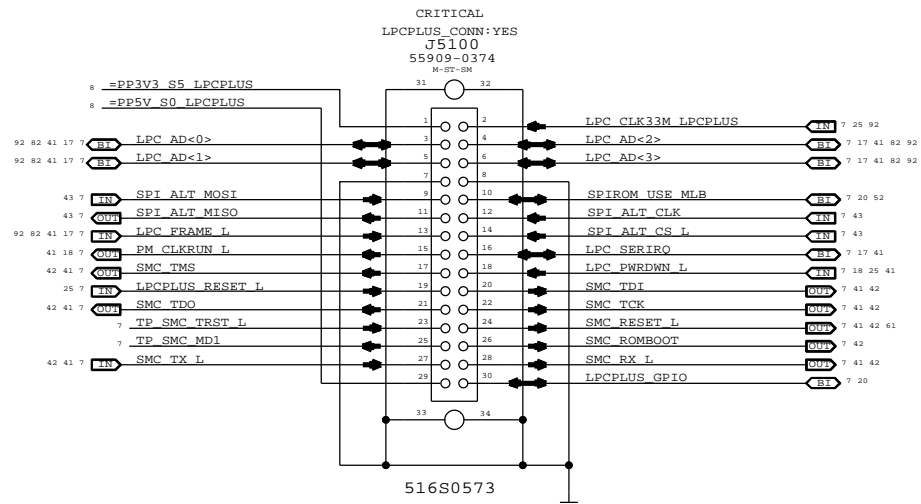 CRITICAL
LPCPLUS_CONN:YES
J5100
55909-0374
M-ST-SM
31 32
8 =PP3V3_S5_LPCPLUS
8 =PP5V_S0_LPCPLUS
1 2 LPC_CLK33M_LPCPLUS IN 7 25 92
92 82 41 17 7 BI LPC_AD<0> 3 4 LPC_AD<2> BI 7 17 41 82 92
92 82 41 17 7 BI LPC_AD<1> 5 6 LPC_AD<3> BI 7 17 41 82 92
7 8
43 7 IN SPI_ALT_MOSI 9 10 SPIROM_USE_MLB BI 7 20 52
43 7 OUT SPI_ALT_MISO 11 12 SPI_ALT_CLK IN 7 43
92 82 41 17 7 IN LPC_FRAME_L 13 14 SPI_ALT_CS_L IN 7 43
41 18 7 OUT PM_CLKRUN_L 15 16 LPC_SERIRQ BI 7 17 41
42 41 7 OUT SMC_TMS 17 18 LPC_PWRDWN_L IN 7 18 25 41
25 7 IN LPCPLUS_RESET_L 19 20 SMC_TDI OUT 7 41 42
42 41 7 OUT SMC_TDO 21 22 SMC_TCK OUT 7 41 42
7 TP_SMC_TRST_L 23 24 SMC_RESET_L OUT 7 41 42 61
7 TP_SMC_MD1 25 26 SMC_ROMBOOT OUT 7 42
42 41 7 IN SMC_TX_L 27 28 SMC_RX_L OUT 7 41 42
29 30 LPCPLUS_GPIO BI 7 20
33 34
516S0573